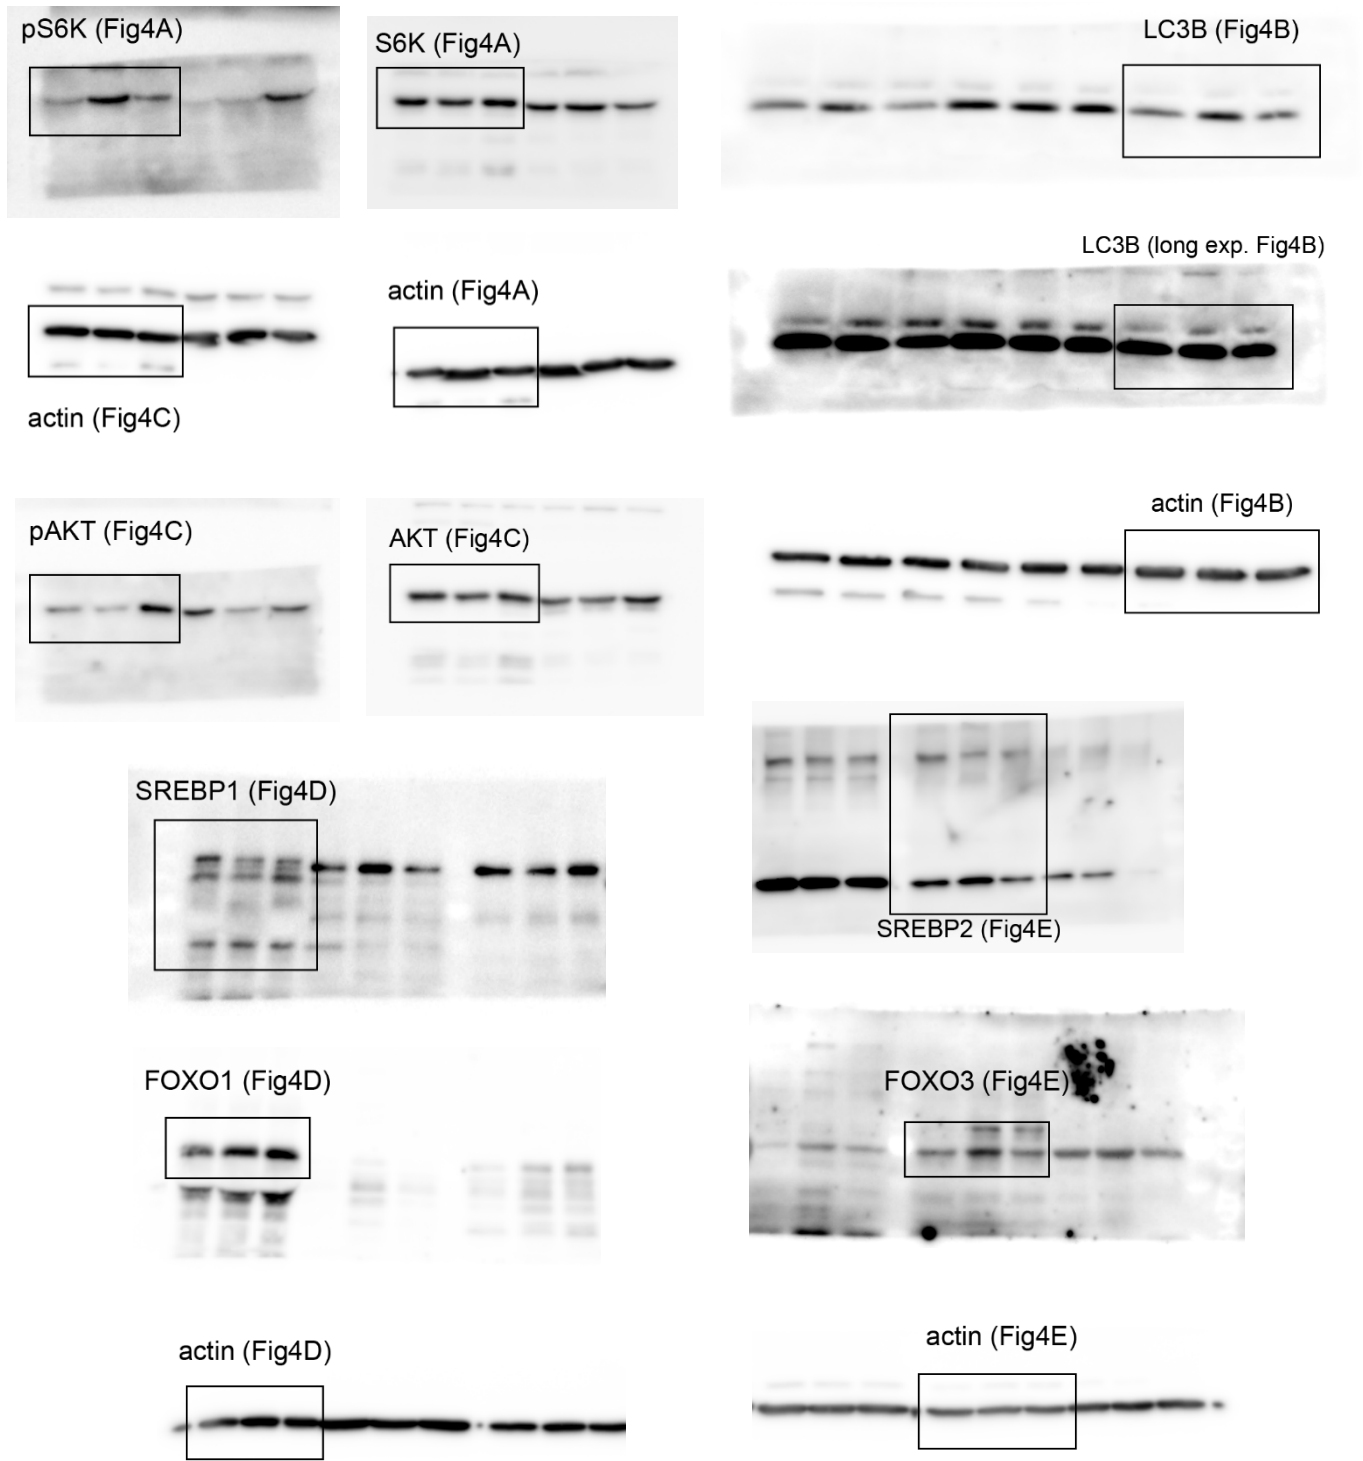 pS6K (Fig4A)
S6K (Fig4A)
LC3B (Fig4B)
LC3B (long exp. Fig4B)
actin (Fig4A)
actin (Fig4C)
pAKT (Fig4C)
AKT (Fig4C)
actin (Fig4B)
SREBP1 (Fig4D)
SREBP2 (Fig4E)
FOXO1 (Fig4D)
FOXO3 (Fig4E)
actin (Fig4D)
actin (Fig4E)